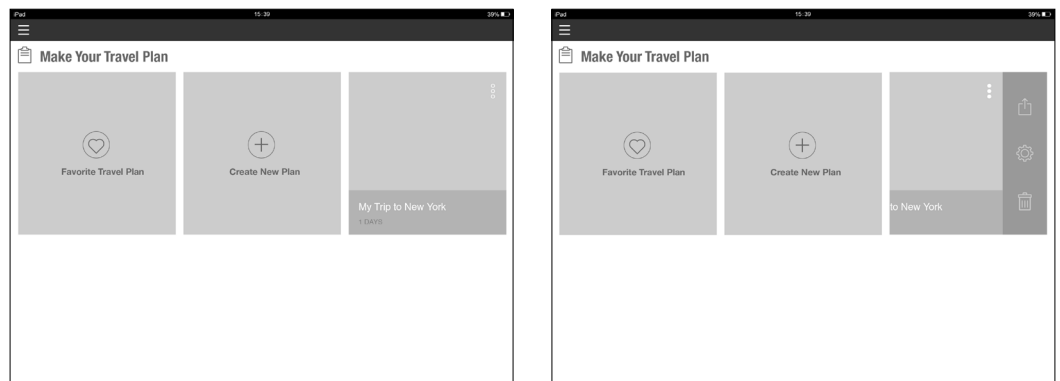 iPad 15:39 39%
Make Your Travel Plan
Favorite Travel Plan
Create New Plan
My Trip to New York
1 DAYS
iPad 15:39 39%
Make Your Travel Plan
Favorite Travel Plan
Create New Plan
to New York